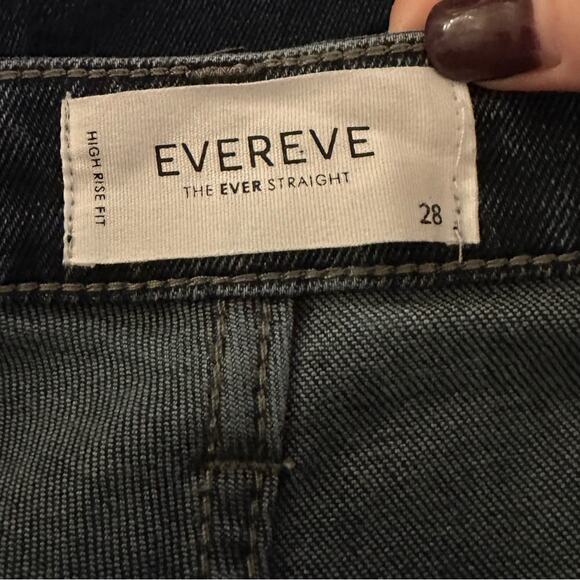 HIGH RISE FIT
EVEREVE
THE EVER STRAIGHT
28